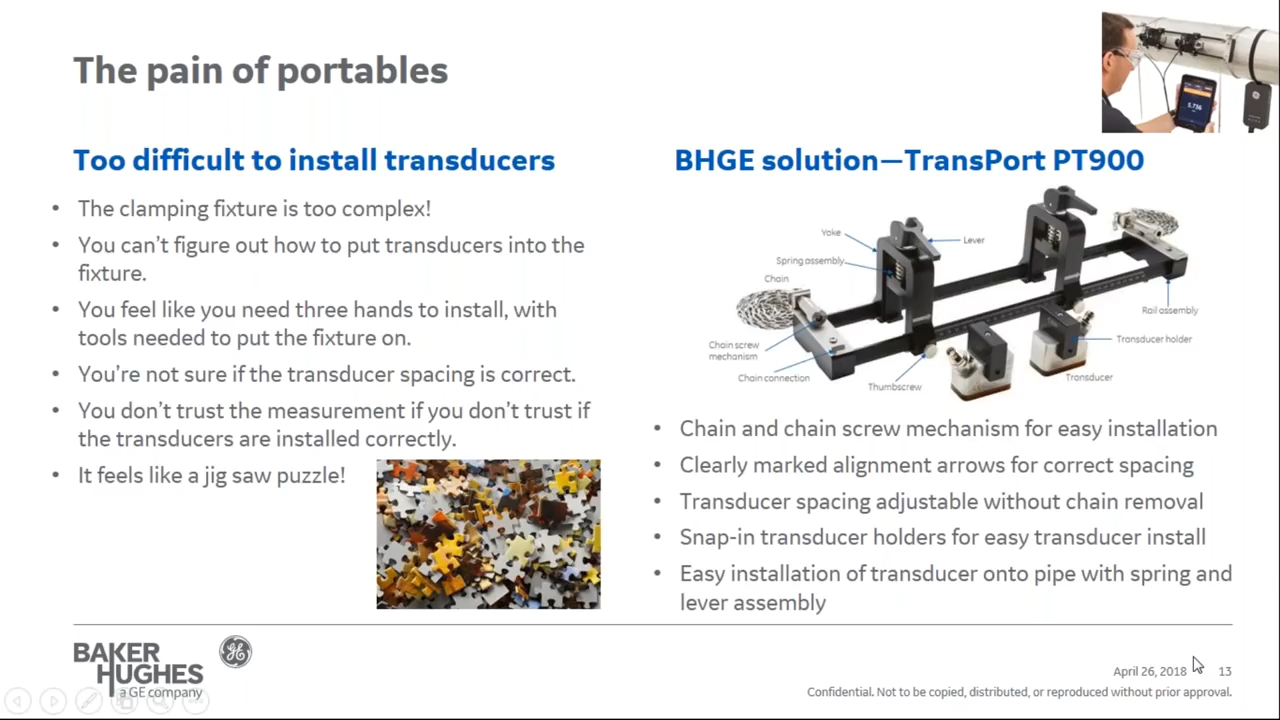 The pain of portables
Too difficult to install transducers
• The clamping fixture is too complex!
• You can’t figure out how to put transducers into the
fixture.
• You feel like you need three hands to install, with
tools needed to put the fixture on.
• You’re not sure if the transducer spacing is correct.
• You don’t trust the measurement if you don’t trust if
the transducers are installed correctly.
• It feels like a jig saw puzzle!
BHGE solution—TransPort PT900
Yoke
Lever
Spring assembly
Chain
Rail assembly
Chain screw
mechanism
Transducer holder
Chain connection
Thumbscrew
Transducer
• Chain and chain screw mechanism for easy installation
• Clearly marked alignment arrows for correct spacing
• Transducer spacing adjustable without chain removal
• Snap-in transducer holders for easy transducer install
• Easy installation of transducer onto pipe with spring and
lever assembly
BAKER
HUGHES
a GE company
April 26, 2018
13
Confidential. Not to be copied, distributed, or reproduced without prior approval.